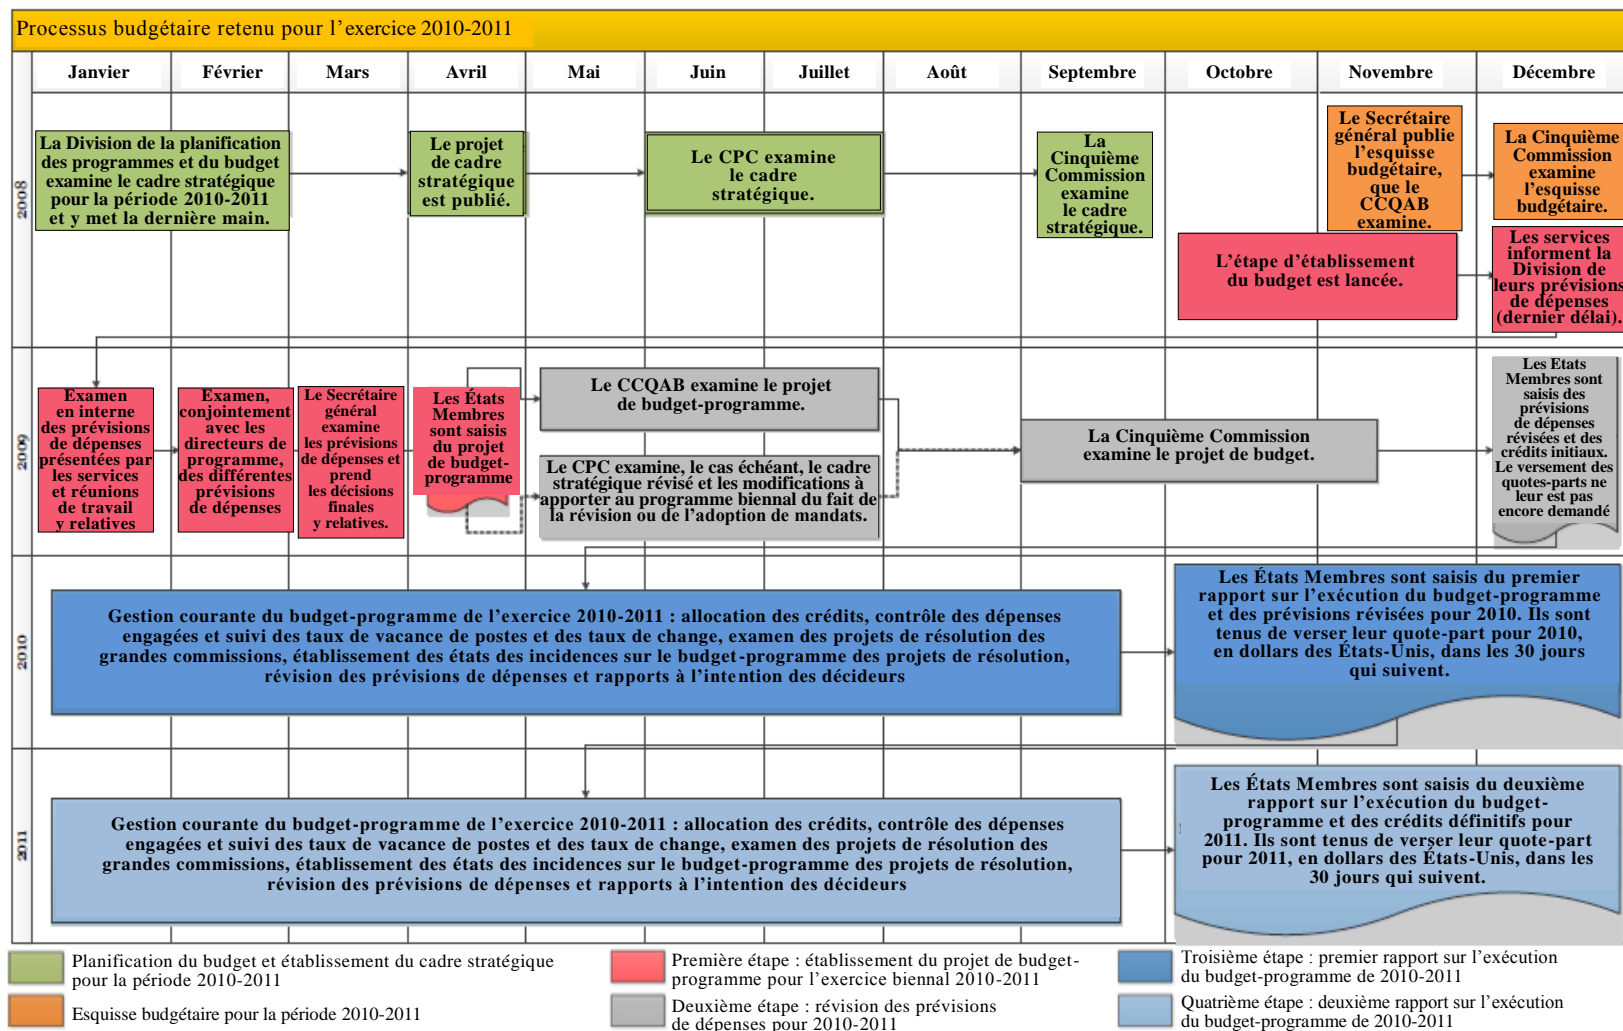 Processus budgétaire retenu pour l'exercice 2010-2011
Janvier
Février
Mars
Avril
Mai
Juin
Juillet
Août
Septembre
Octobre
Novembre
Décembre
2008
La Division de la planification
des programmes et du budget
examine le cadre stratégique
pour la période 2010-2011
et y met la dernière main.
Le projet
de cadre
stratégique
est publié.
Le CPC examine
le cadre
stratégique.
La
Cinquième
Commission
examine
le cadre
stratégique.
Le Secrétaire
général publie
l'esquisse
budgétaire,
que le
CCQAB
examine.
La Cinquième
Commission
examine
l'esquisse
budgétaire.
L'étape d'établissement
du budget est lancée.
Les services
informent la
Division de
leurs prévisions
de dépenses
(dernier délai).
2009
Examen
en interne
des prévisions
de dépenses
présentées par
les services
et réunions
de travail
y relatives
Examen,
conjointement
avec les
directeurs de
programme,
des différentes
prévisions
de dépenses
Le Secrétaire
général
examine
les prévisions
de dépenses et
prend
les décisions
finales
y relatives.
Les États
Membres
sont saisis
du projet
de budget-
programme
Le CCQAB examine le projet
de budget-programme.
Le CPC examine, le cas échéant, le cadre
stratégique révisé et les modifications à
apporter au programme biennal du fait de
la révision ou de l'adoption de mandats.
La Cinquième Commission
examine le projet de budget.
Les Etats
Membres sont
saisis des
prévisions
de dépenses
révisées et des
crédits initiaux.
Le versement des
quotes-parts ne
leur est pas
encore demandé
2010
Gestion courante du budget-programme de l'exercice 2010-2011 : allocation des crédits, contrôle des dépenses
engagées et suivi des taux de vacance de postes et des taux de change, examen des projets de résolution des
grandes commissions, établissement des états des incidences sur le budget-programme des projets de résolution,
révision des prévisions de dépenses et rapports à l'intention des décideurs
Les États Membres sont saisis du premier
rapport sur l'exécution du budget-programme
et des prévisions révisées pour 2010. Ils sont
tenus de verser leur quote-part pour 2010,
en dollars des États-Unis, dans les 30 jours
qui suivent.
2011
Gestion courante du budget-programme de l'exercice 2010-2011 : allocation des crédits, contrôle des dépenses
engagées et suivi des taux de vacance de postes et des taux de change, examen des projets de résolution des
grandes commissions, établissement des états des incidences sur le budget-programme des projets de résolution,
révision des prévisions de dépenses et rapports à l'intention des décideurs
Les États Membres sont saisis du deuxième
rapport sur l'exécution du budget-
programme et des crédits définitifs pour
2011. Ils sont tenus de verser leur quote-part
pour 2011, en dollars des États-Unis, dans les
30 jours qui suivent.
Planification du budget et établissement du cadre stratégique
pour la période 2010-2011
Esquisse budgétaire pour la période 2010-2011
Première étape : établissement du projet de budget-
programme pour l'exercice biennal 2010-2011
Deuxième étape : révision des prévisions
de dépenses pour 2010-2011
Troisième étape : premier rapport sur l'exécution
du budget-programme de 2010-2011
Quatrième étape : deuxième rapport sur l'exécution
du budget-programme de 2010-2011